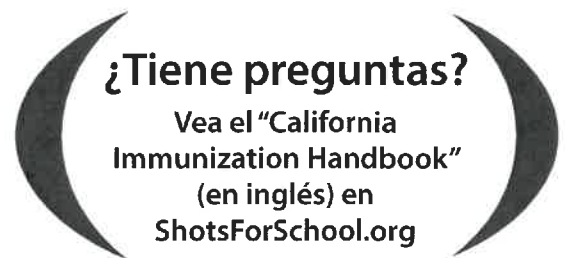 ¿Tiene preguntas?
Vea el "California
Immunization Handbook"
(en inglés) en
ShotsForSchool.org